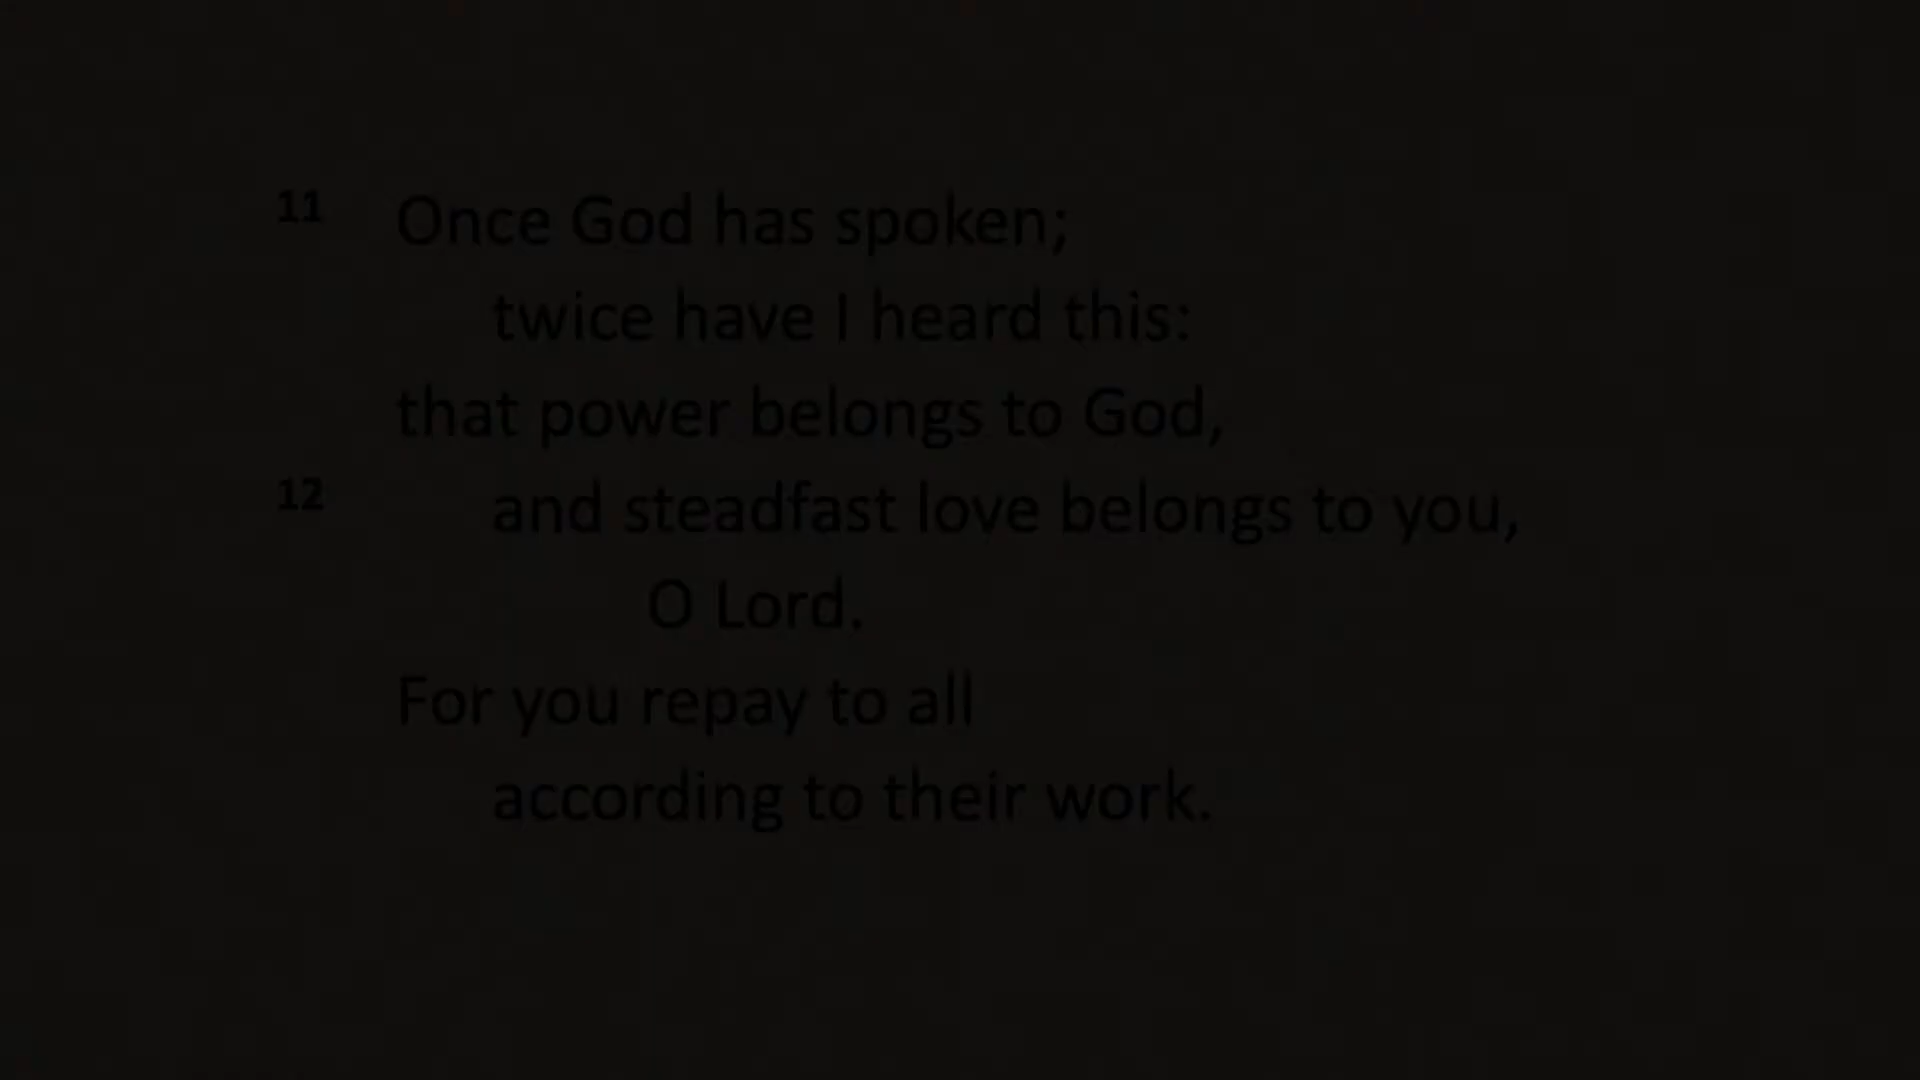 11 Once God has spoken;
twice have I heard this:
that power belongs to God,
12 and steadfast love belongs to you,
O Lord.
For you repay to all
according to their work.